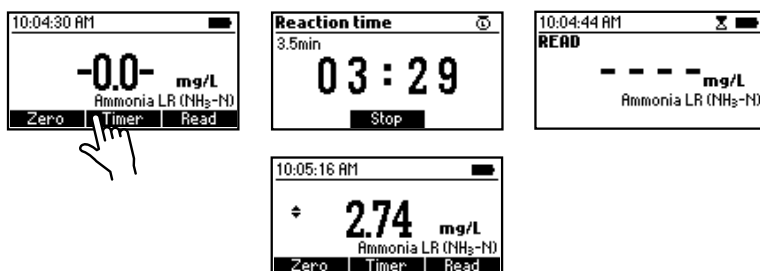 10:04:30 AM
-0.0- mg/L
Ammonia LR (NH₃-N)
Zero Timer Read
Reaction time
3.5min
03:29
Stop
10:04:44 AM
READ
---- mg/L
Ammonia LR (NH₃-N)
10:05:16 AM
2.74 mg/L
Ammonia LR (NH₃-N)
Zero Timer Read